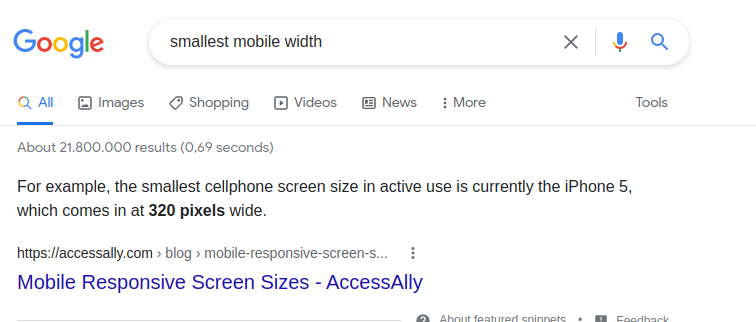 Google
smallest mobile width
All Images Shopping Videos News More Tools
About 21.800.000 results (0,69 seconds)
For example, the smallest cellphone screen size in active use is currently the iPhone 5,
which comes in at 320 pixels wide.
https://accessally.com › blog › mobile-responsive-screen-s...
Mobile Responsive Screen Sizes - AccessAlly
About featured snippets • Feedback